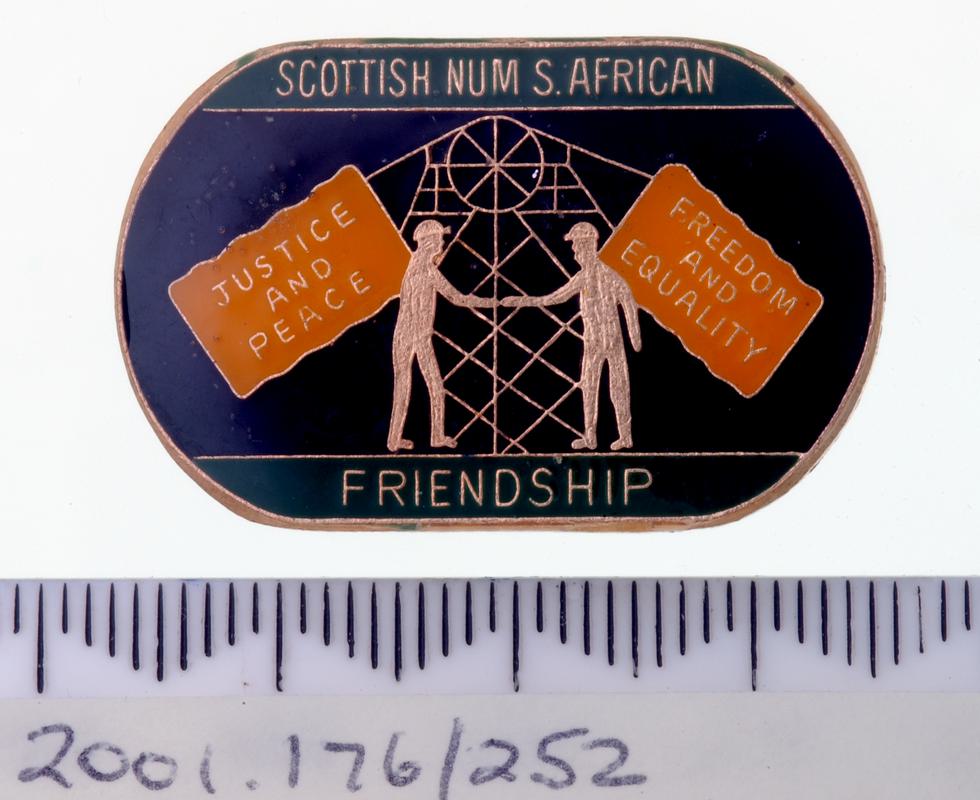 SCOTTISH NUM S. AFRICAN
JUSTICE
AND
PEACE
FREEDOM
AND
EQUALITY
FRIENDSHIP
2001.176/252